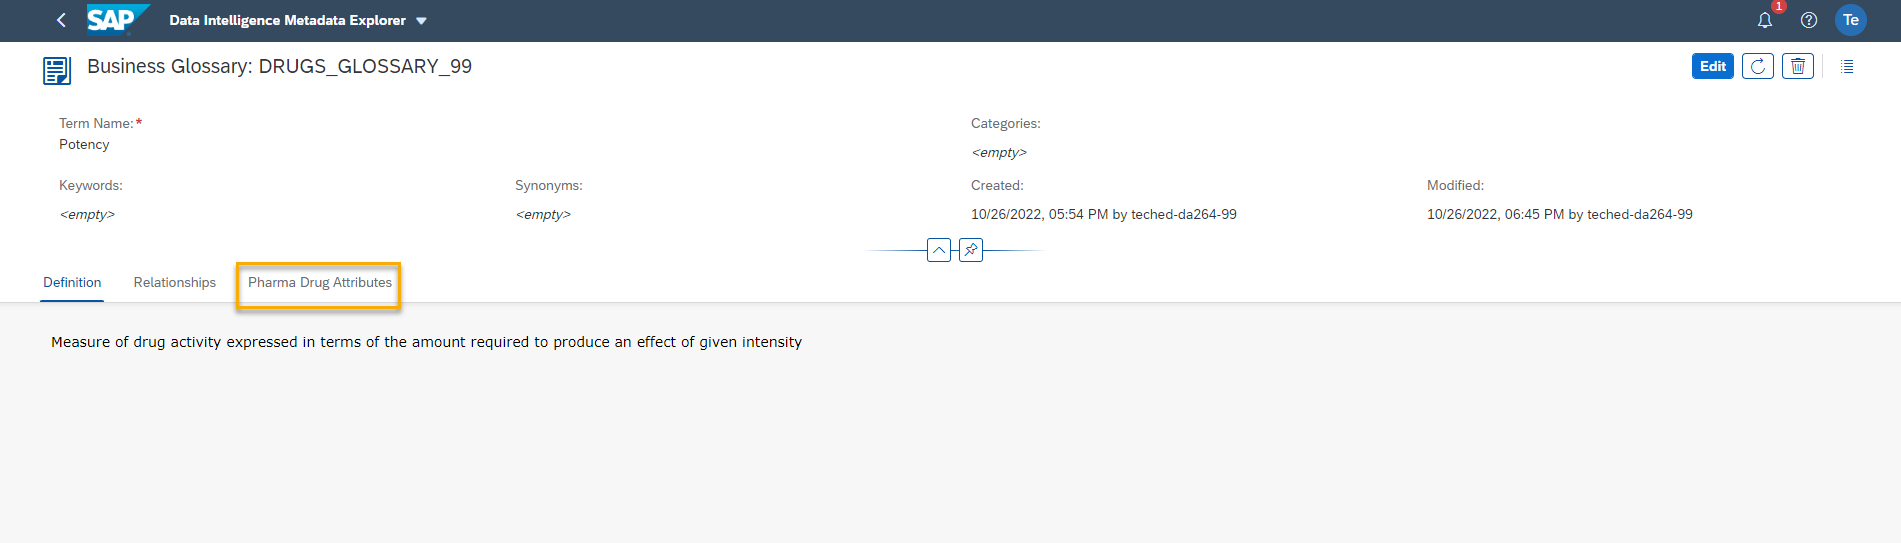 SAP Data Intelligence Metadata Explorer 1 Te
Business Glossary: DRUGS_GLOSSARY_99 Edit
Term Name:* Categories:
Potency <empty>
Keywords: Synonyms: Created: Modified:
<empty> <empty> 10/26/2022, 05:54 PM by teched-da264-99 10/26/2022, 06:45 PM by teched-da264-99
Definition Relationships Pharma Drug Attributes
Measure of drug activity expressed in terms of the amount required to produce an effect of given intensity